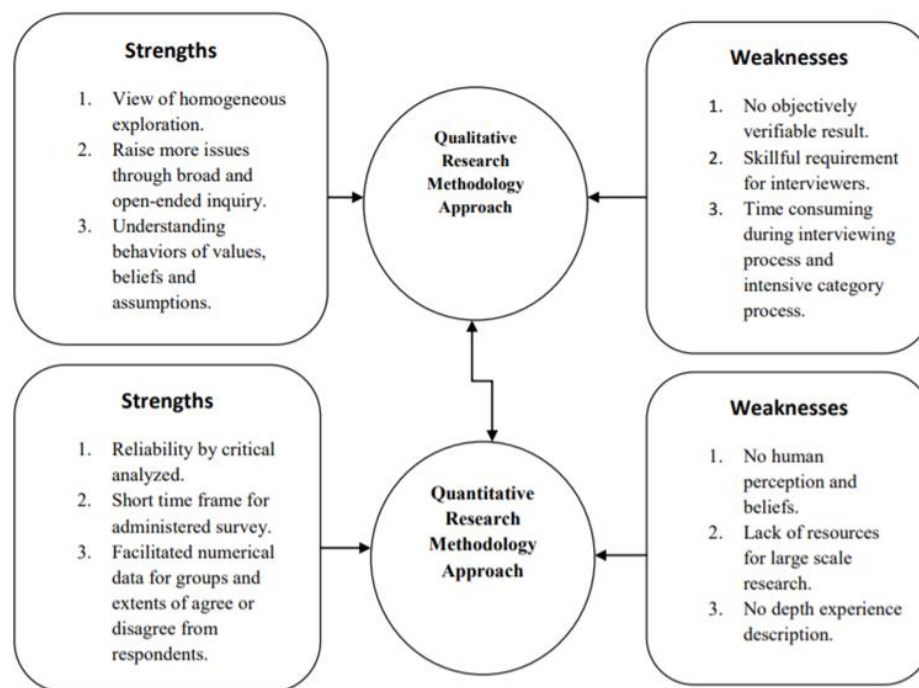 Strengths
1. View of homogeneous
exploration.
2. Raise more issues
through broad and
open-ended inquiry.
3. Understanding
behaviors of values,
beliefs and
assumptions.
Qualitative
Research
Methodology
Approach
Weaknesses
1. No objectively
verifiable result.
2. Skillful requirement
for interviewers.
3. Time consuming
during interviewing
process and
intensive category
process.
Strengths
1. Reliability by critical
analyzed.
2. Short time frame for
administered survey.
3. Facilitated numerical
data for groups and
extents of agree or
disagree from
respondents.
Quantitative
Research
Methodology
Approach
Weaknesses
1. No human
perception and
beliefs.
2. Lack of resources
for large scale
research.
3. No depth experience
description.